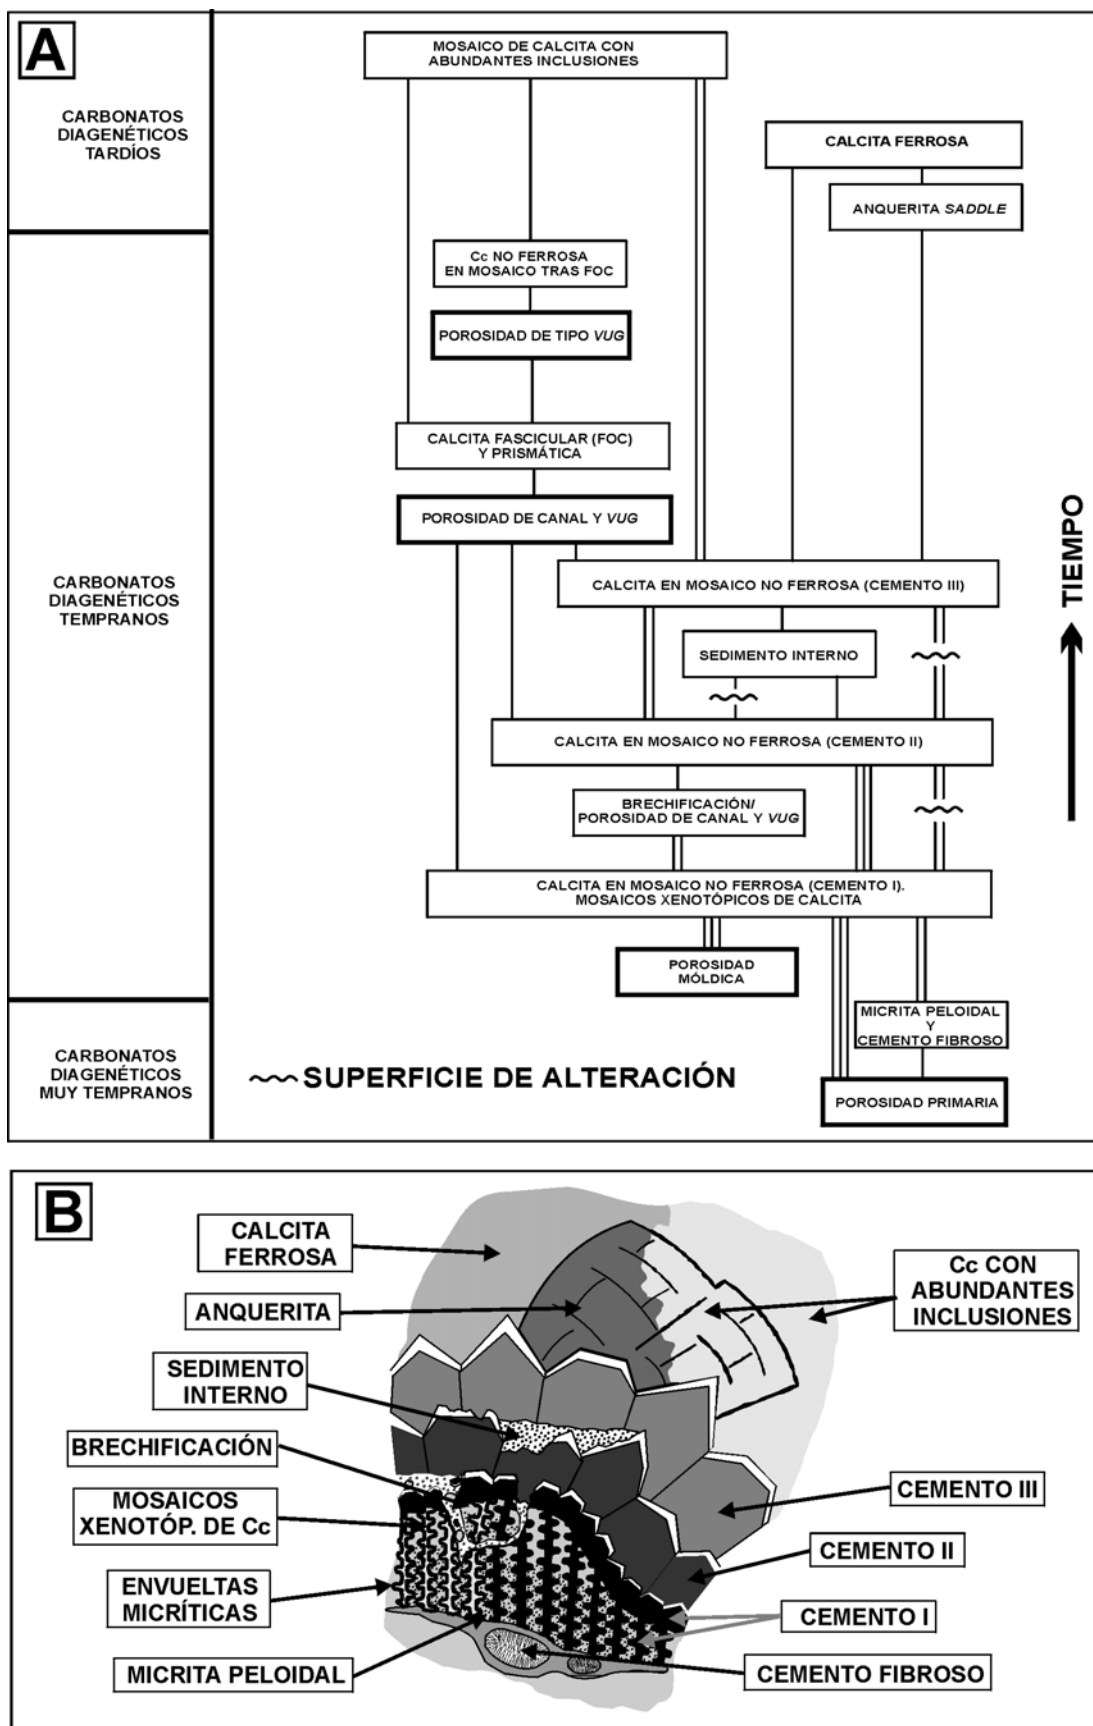 A
CARBONATOS
DIAGENÉTICOS
TARDÍOS
MOSAICO DE CALCITA CON
ABUNDANTES INCLUSIONES
CALCITA FERROSA
ANQUERITA SADDLE
CARBONATOS
DIAGENÉTICOS
TEMPRANOS
Cc NO FERROSA
EN MOSAICO TRAS FOC
POROSIDAD DE TIPO VUG
CALCITA FASCICULAR (FOC)
Y PRISMÁTICA
POROSIDAD DE CANAL Y VUG
CALCITA EN MOSAICO NO FERROSA (CEMENTO III)
SEDIMENTO INTERNO
CALCITA EN MOSAICO NO FERROSA (CEMENTO II)
BRECHIFICACIÓN/
POROSIDAD DE CANAL Y VUG
CALCITA EN MOSAICO NO FERROSA (CEMENTO I).
MOSAICOS XENOTÓPICOS DE CALCITA
POROSIDAD
MÓLDICA
TIEMPO
CARBONATOS
DIAGENÉTICOS
MUY TEMPRANOS
MICRITA PELOIDAL
Y
CEMENTO FIBROSO
POROSIDAD PRIMARIA
SUPERFICIE DE ALTERACIÓN
B
CALCITA
FERROSA
ANQUERITA
SEDIMENTO
INTERNO
BRECHIFICACIÓN
MOSAICOS
XENOTÓP. DE Cc
ENVUELTAS
MICRÍTICAS
MICRITA PELOIDAL
Cc CON
ABUNDANTES
INCLUSIONES
CEMENTO III
CEMENTO II
CEMENTO I
CEMENTO FIBROSO